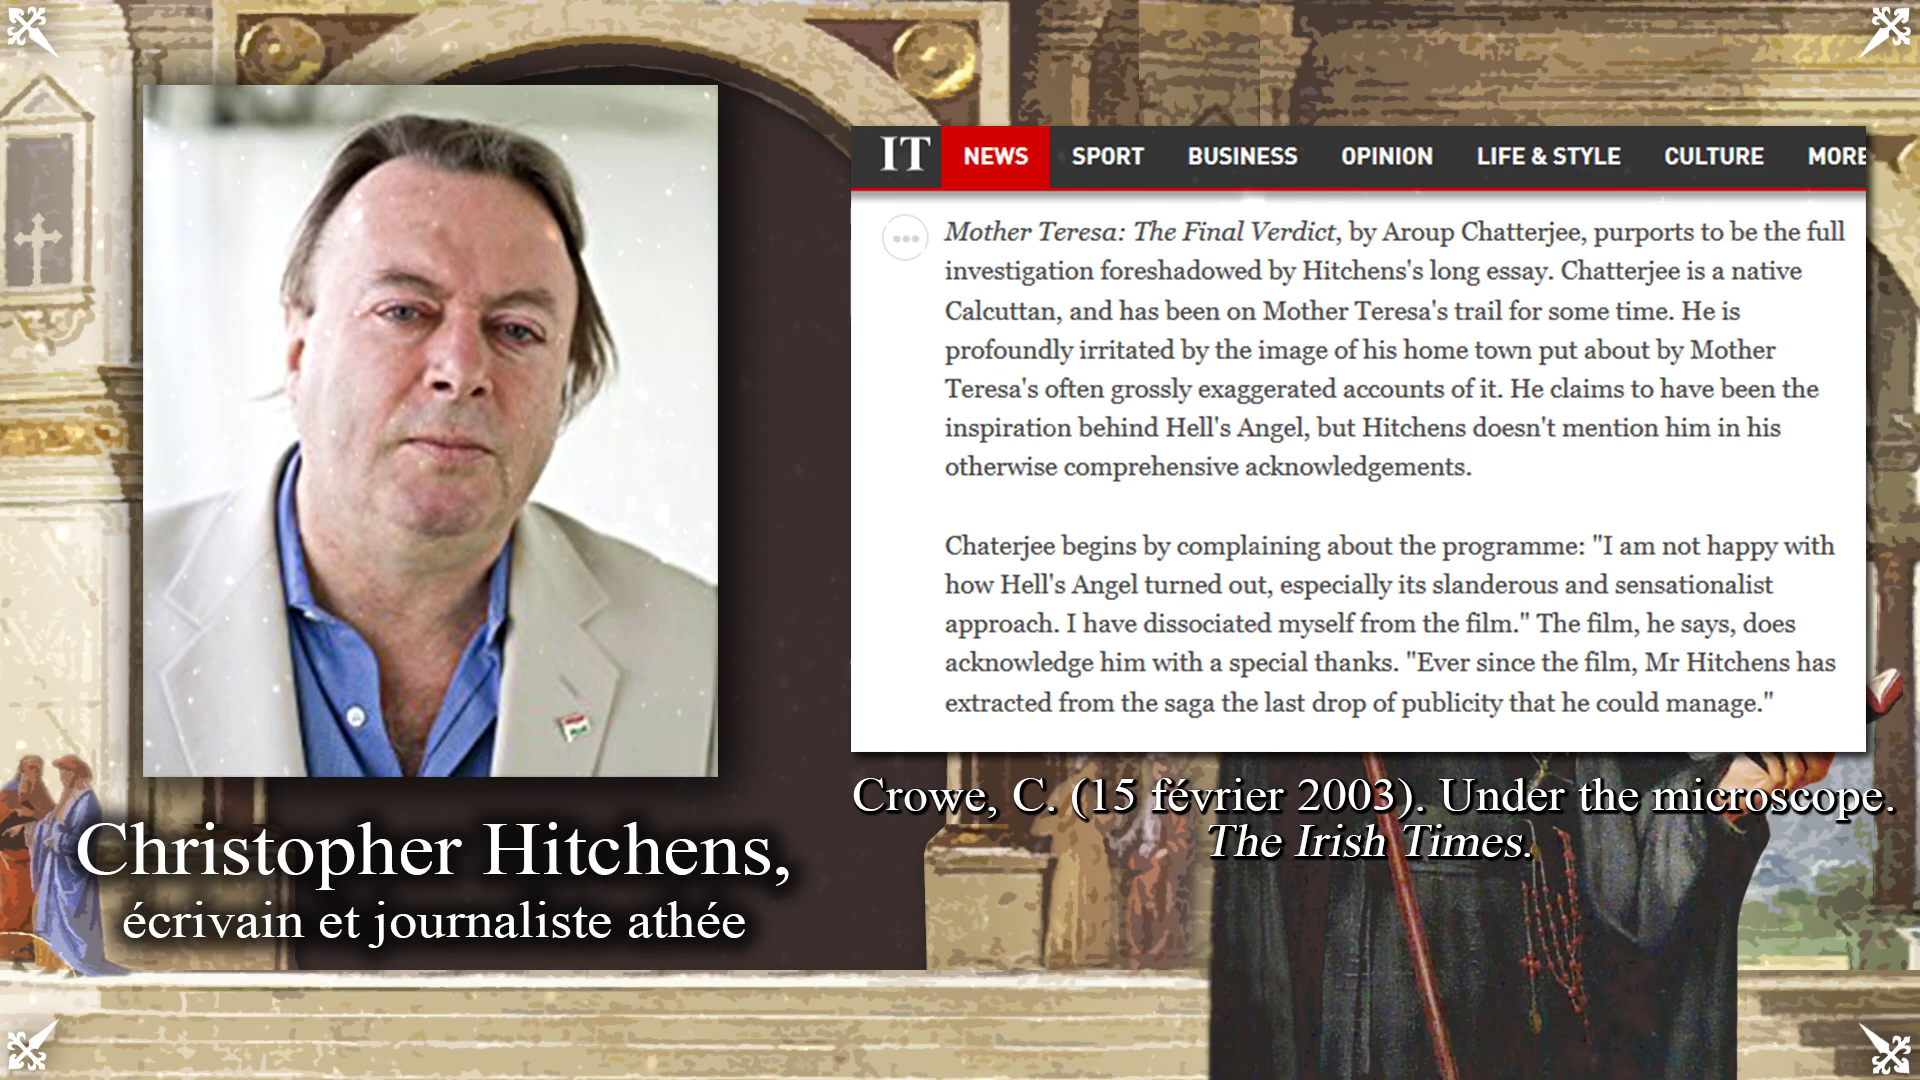 IT NEWS SPORT BUSINESS OPINION LIFE & STYLE CULTURE MORE
Mother Teresa: The Final Verdict, by Aroup Chatterjee, purports to be the full
investigation foreshadowed by Hitchens's long essay. Chatterjee is a native
Calcuttan, and has been on Mother Teresa's trail for some time. He is
profoundly irritated by the image of his home town put about by Mother
Teresa's often grossly exaggerated accounts of it. He claims to have been the
inspiration behind Hell's Angel, but Hitchens doesn't mention him in his
otherwise comprehensive acknowledgements.
Chaterjee begins by complaining about the programme: "I am not happy with
how Hell's Angel turned out, especially its slanderous and sensationalist
approach. I have dissociated myself from the film." The film, he says, does
acknowledge him with a special thanks. "Ever since the film, Mr Hitchens has
extracted from the saga the last drop of publicity that he could manage."
Crowe, C. (15 février 2003). Under the microscope.
The Irish Times.
Christopher Hitchens,
écrivain et journaliste athée